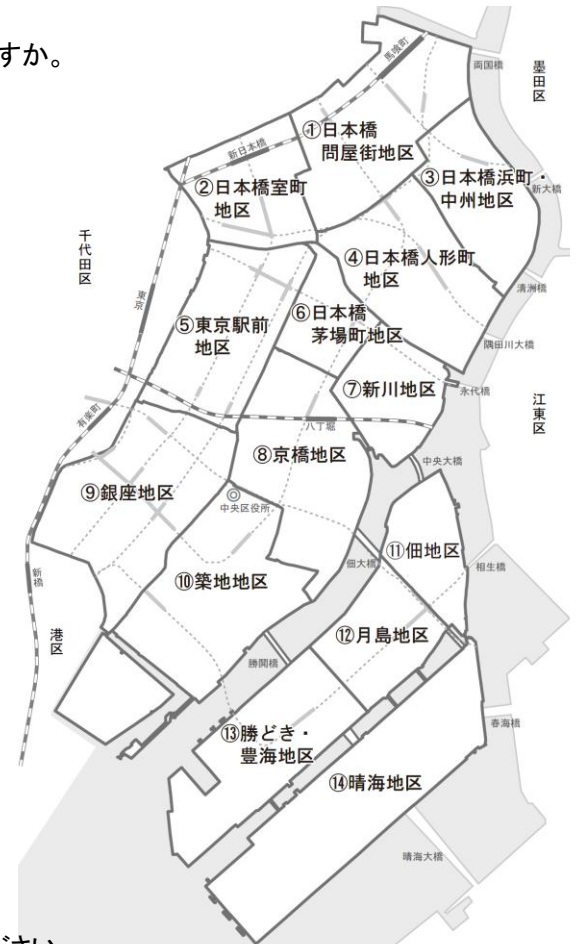 すか。
馬喰町
両国橋
墨田区
①日本橋
問屋街地区
新日本橋
③日本橋浜町・
中州地区
新大橋
②日本橋室町
地区
千代田区
④日本橋人形町
地区
清洲橋
東京
⑤東京駅前
地区
⑥日本橋
茅場町地区
隅田川大橋
⑦新川地区
永代橋
江東区
有楽町
八丁堀
⑧京橋地区
中央大橋
⑨銀座地区
中央区役所
⑪佃地区
佃大橋
相生橋
新橋
⑩築地地区
港区
⑫月島地区
勝鬨橋
春海橋
⑬勝どき・
豊海地区
⑭晴海地区
晴海大橋
ださい